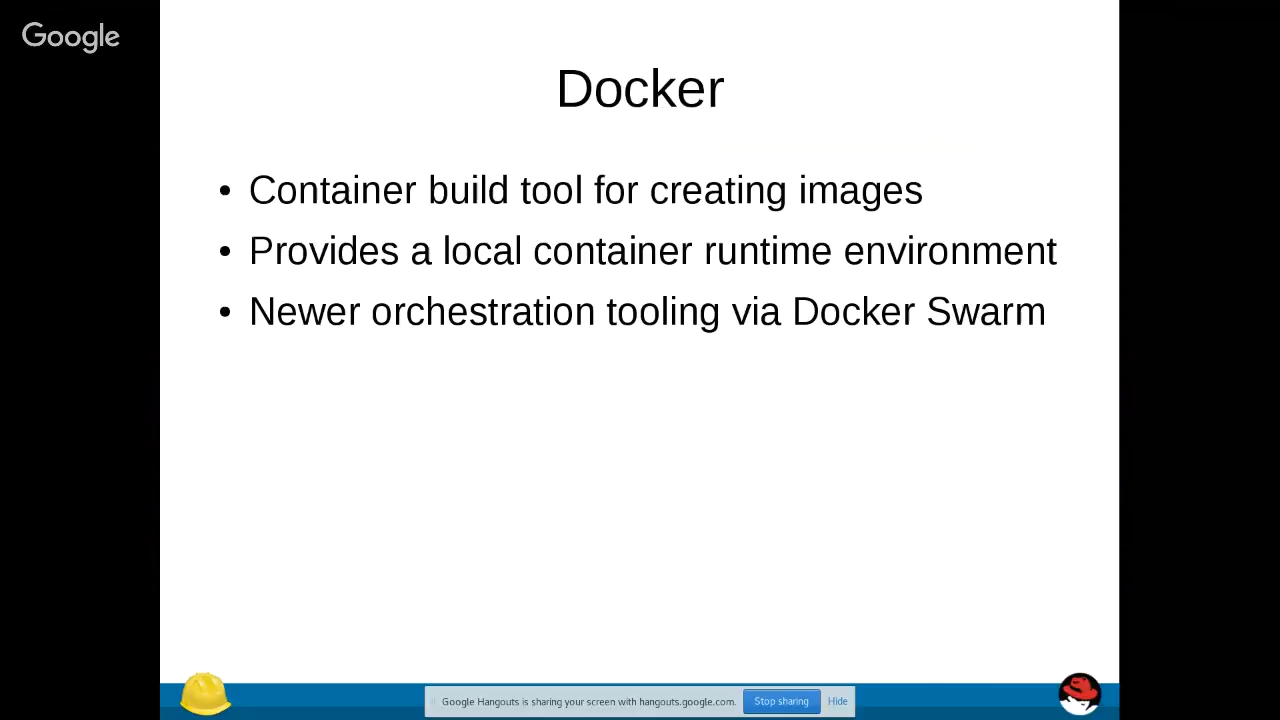 Google
Docker
• Container build tool for creating images
• Provides a local container runtime environment
• Newer orchestration tooling via Docker Swarm
Google Hangouts is sharing your screen with hangouts.google.com. Stop sharing Hide